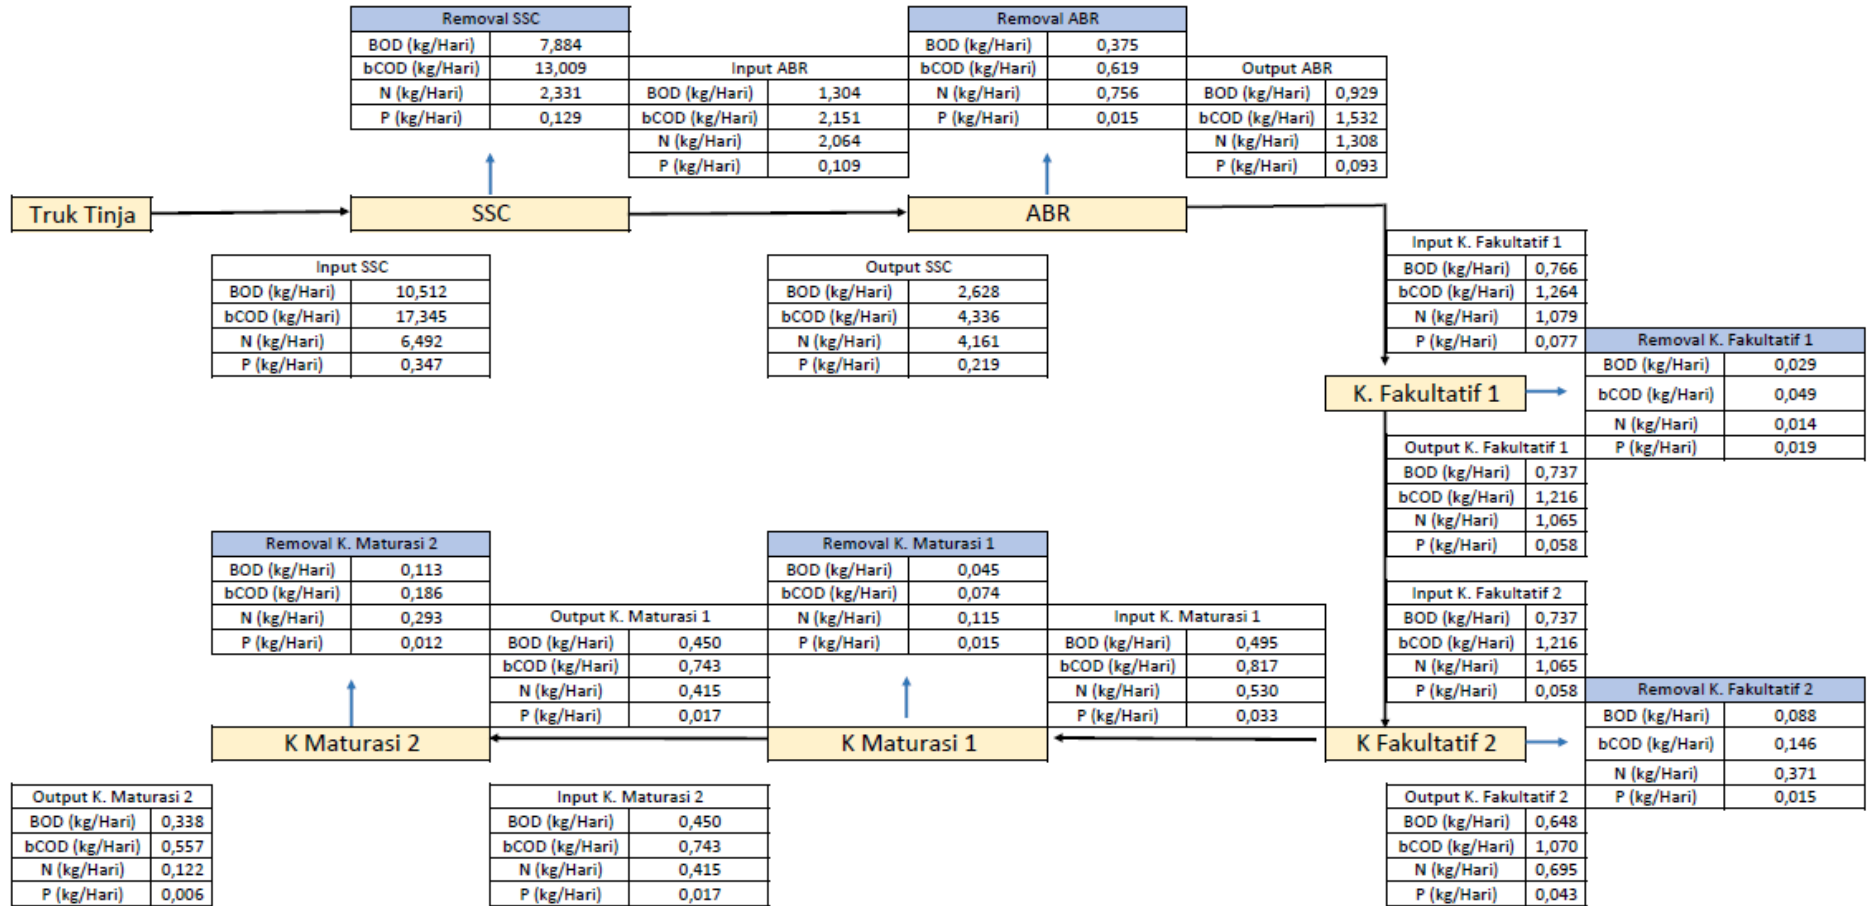 Removal SSC
BOD (kg/Hari) 7,884
bCOD (kg/Hari) 13,009
N (kg/Hari) 2,331
P (kg/Hari) 0,129
Input ABR
BOD (kg/Hari) 1,304
bCOD (kg/Hari) 2,151
N (kg/Hari) 2,064
P (kg/Hari) 0,109
Removal ABR
BOD (kg/Hari) 0,375
bCOD (kg/Hari) 0,619
N (kg/Hari) 0,756
P (kg/Hari) 0,015
Output ABR
BOD (kg/Hari) 0,929
bCOD (kg/Hari) 1,532
N (kg/Hari) 1,308
P (kg/Hari) 0,093
Truk Tinja
SSC
ABR
Input SSC
BOD (kg/Hari) 10,512
bCOD (kg/Hari) 17,345
N (kg/Hari) 6,492
P (kg/Hari) 0,347
Output SSC
BOD (kg/Hari) 2,628
bCOD (kg/Hari) 4,336
N (kg/Hari) 4,161
P (kg/Hari) 0,219
Input K. Fakultatif 1
BOD (kg/Hari) 0,766
bCOD (kg/Hari) 1,264
N (kg/Hari) 1,079
P (kg/Hari) 0,077
Removal K. Fakultatif 1
BOD (kg/Hari) 0,029
bCOD (kg/Hari) 0,049
N (kg/Hari) 0,014
P (kg/Hari) 0,019
K. Fakultatif 1
Output K. Fakultatif 1
BOD (kg/Hari) 0,737
bCOD (kg/Hari) 1,216
N (kg/Hari) 1,065
P (kg/Hari) 0,058
Removal K. Maturasi 2
BOD (kg/Hari) 0,113
bCOD (kg/Hari) 0,186
N (kg/Hari) 0,293
P (kg/Hari) 0,012
Output K. Maturasi 1
BOD (kg/Hari) 0,450
bCOD (kg/Hari) 0,743
N (kg/Hari) 0,415
P (kg/Hari) 0,017
Removal K. Maturasi 1
BOD (kg/Hari) 0,045
bCOD (kg/Hari) 0,074
N (kg/Hari) 0,115
P (kg/Hari) 0,015
Input K. Maturasi 1
BOD (kg/Hari) 0,495
bCOD (kg/Hari) 0,817
N (kg/Hari) 0,530
P (kg/Hari) 0,033
Input K. Fakultatif 2
BOD (kg/Hari) 0,737
bCOD (kg/Hari) 1,216
N (kg/Hari) 1,065
P (kg/Hari) 0,058
Removal K. Fakultatif 2
BOD (kg/Hari) 0,088
bCOD (kg/Hari) 0,146
N (kg/Hari) 0,371
P (kg/Hari) 0,015
K Maturasi 2
K Maturasi 1
K Fakultatif 2
Output K. Maturasi 2
BOD (kg/Hari) 0,338
bCOD (kg/Hari) 0,557
N (kg/Hari) 0,122
P (kg/Hari) 0,006
Input K. Maturasi 2
BOD (kg/Hari) 0,450
bCOD (kg/Hari) 0,743
N (kg/Hari) 0,415
P (kg/Hari) 0,017
Output K. Fakultatif 2
BOD (kg/Hari) 0,648
bCOD (kg/Hari) 1,070
N (kg/Hari) 0,695
P (kg/Hari) 0,043